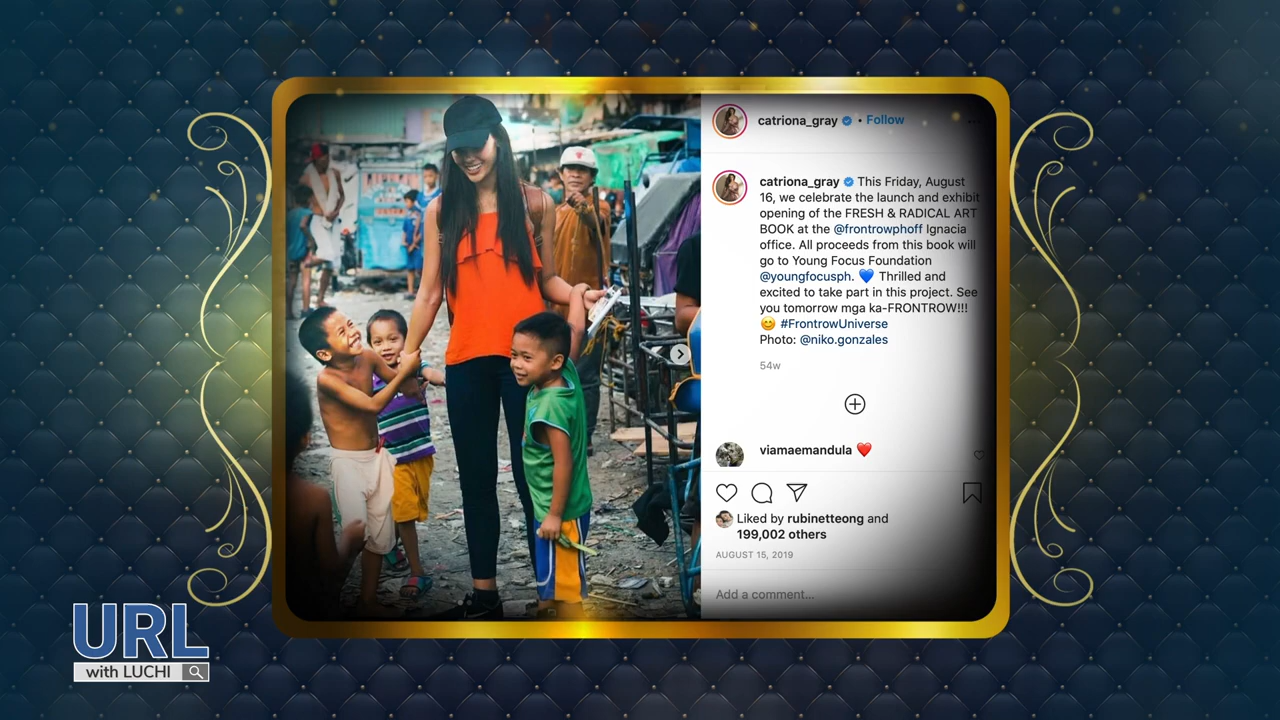 catriona_gray • Follow
catriona_gray This Friday, August
16, we celebrate the launch and exhibit
opening of the FRESH & RADICAL ART
BOOK at the @frontrowphoff Ignacia
office. All proceeds from this book will
go to Young Focus Foundation
@youngfocusph. 💙 Thrilled and
excited to take part in this project. See
you tomorrow mga ka-FRONTROW!!!
😊 #FrontrowUniverse
Photo: @niko.gonzales
54w
viamaemandula ❤️
Liked by rubinetteong and
199,002 others
AUGUST 15, 2019
Add a comment...
URL
with LUCHI